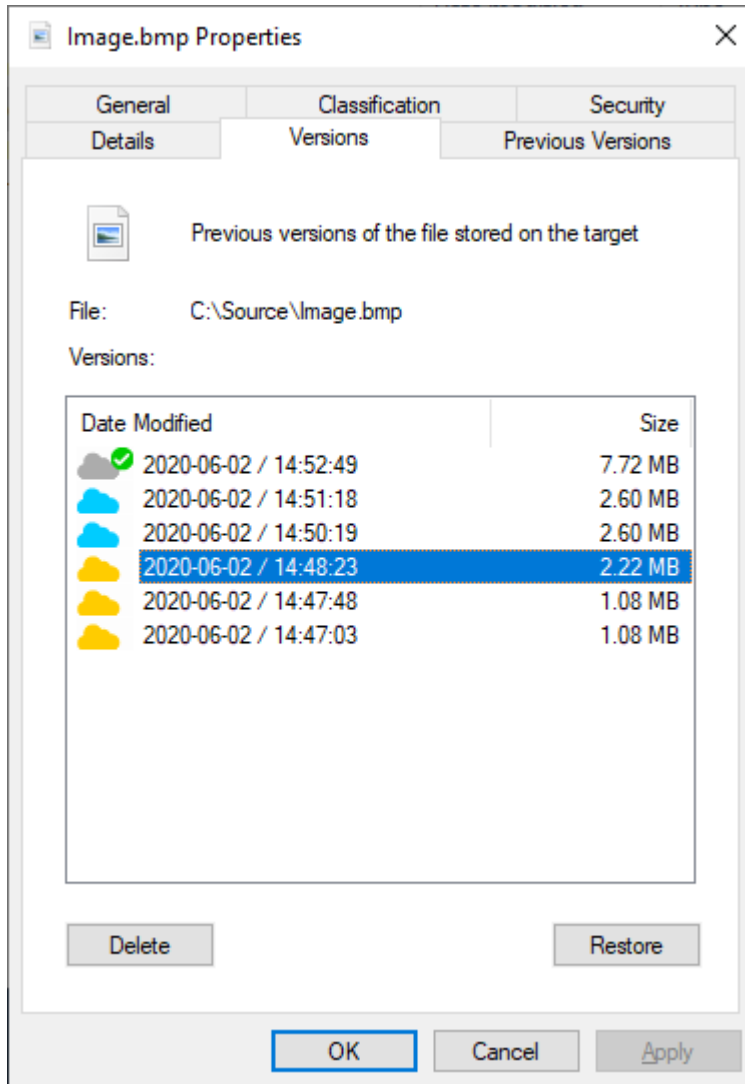 Image.bmp Properties
General Classification Security
Details Versions Previous Versions
Previous versions of the file stored on the target
File: C:\Source\Image.bmp
Versions:
Date Modified Size
2020-06-02 / 14:52:49 7.72 MB
2020-06-02 / 14:51:18 2.60 MB
2020-06-02 / 14:50:19 2.60 MB
2020-06-02 / 14:48:23 2.22 MB
2020-06-02 / 14:47:48 1.08 MB
2020-06-02 / 14:47:03 1.08 MB
Delete Restore
OK Cancel Apply